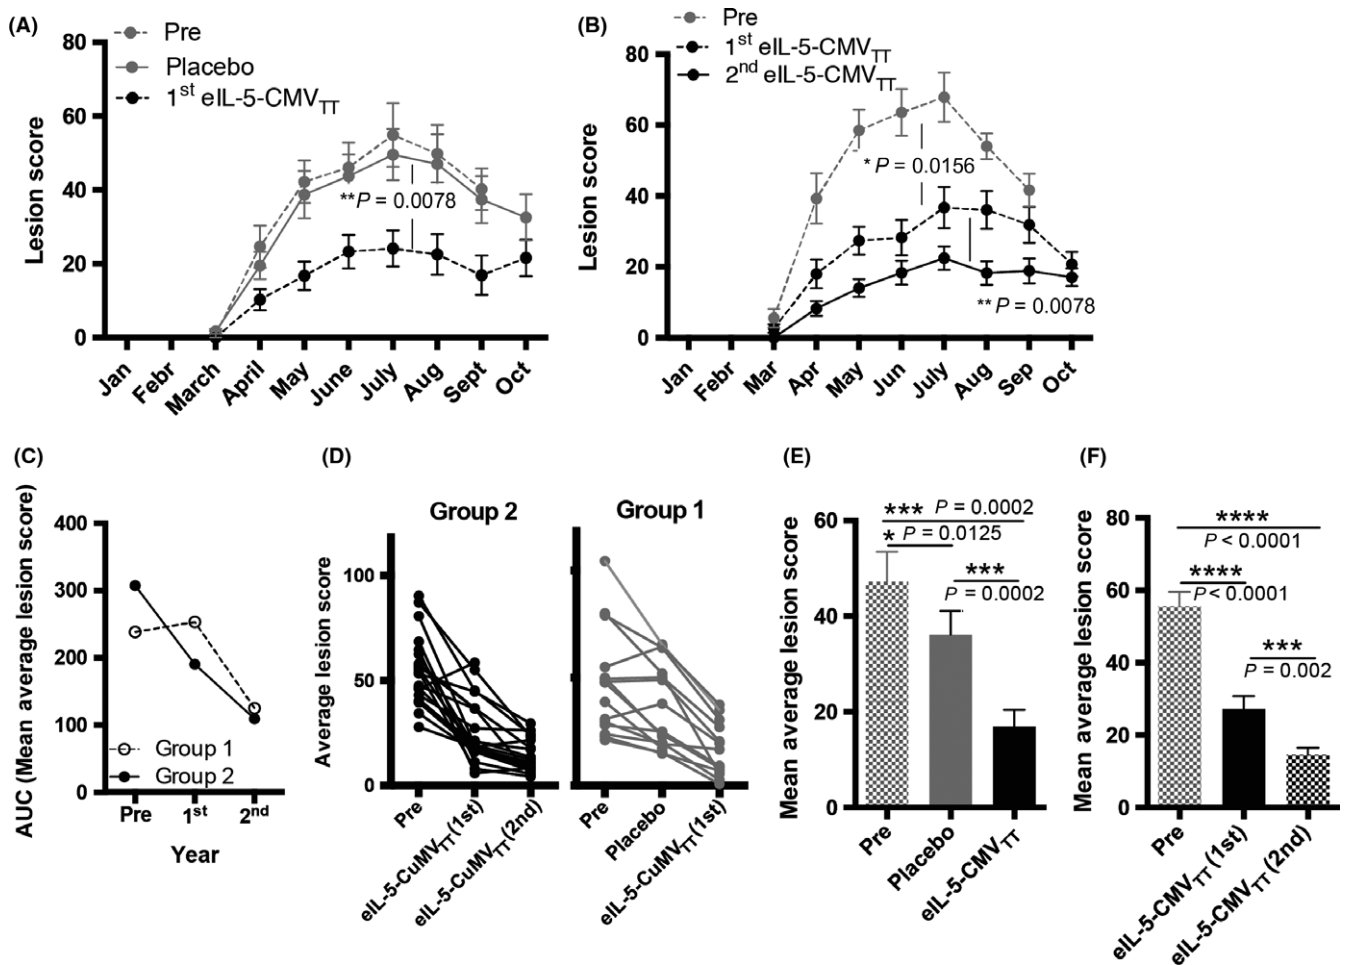 (A)
Pre
Placebo
1st eIL-5-CMVTT
Lesion score
80
60
40
20
0
**P = 0.0078
Jan
Febr
March
April
May
June
July
Aug
Sept
Oct
(B)
Pre
1st eIL-5-CMVTT
2nd eIL-5-CMVTT
Lesion score
80
60
40
20
0
* P = 0.0156
** P = 0.0078
Jan
Febr
Mar
Apr
May
Jun
July
Aug
Sep
Oct
(C)
AUC (Mean average lesion score)
400
300
200
100
0
Group 1
Group 2
Pre
1st
2nd
Year
(D)
Group 2
Group 1
Average lesion score
100
50
0
Pre
eIL-5-CuMVTT(1st)
eIL-5-CuMVTT(2nd)
Pre
Placebo
eIL-5-CuMVTT(1st)
(E)
Mean average lesion score
60
40
20
0
*** P = 0.0002
* P = 0.0125
***
P = 0.0002
Pre
Placebo
eIL-5-CMVTT
(F)
Mean average lesion score
80
60
40
20
0
****
P < 0.0001
****
P < 0.0001
***
P = 0.002
Pre
eIL-5-CMVTT(1st)
eIL-5-CMVTT(2nd)